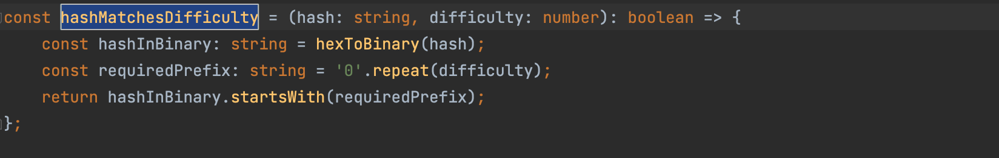 const hashMatchesDifficulty = (hash: string, difficulty: number): boolean => {
    const hashInBinary: string = hexToBinary(hash);
    const requiredPrefix: string = '0'.repeat(difficulty);
    return hashInBinary.startsWith(requiredPrefix);
};